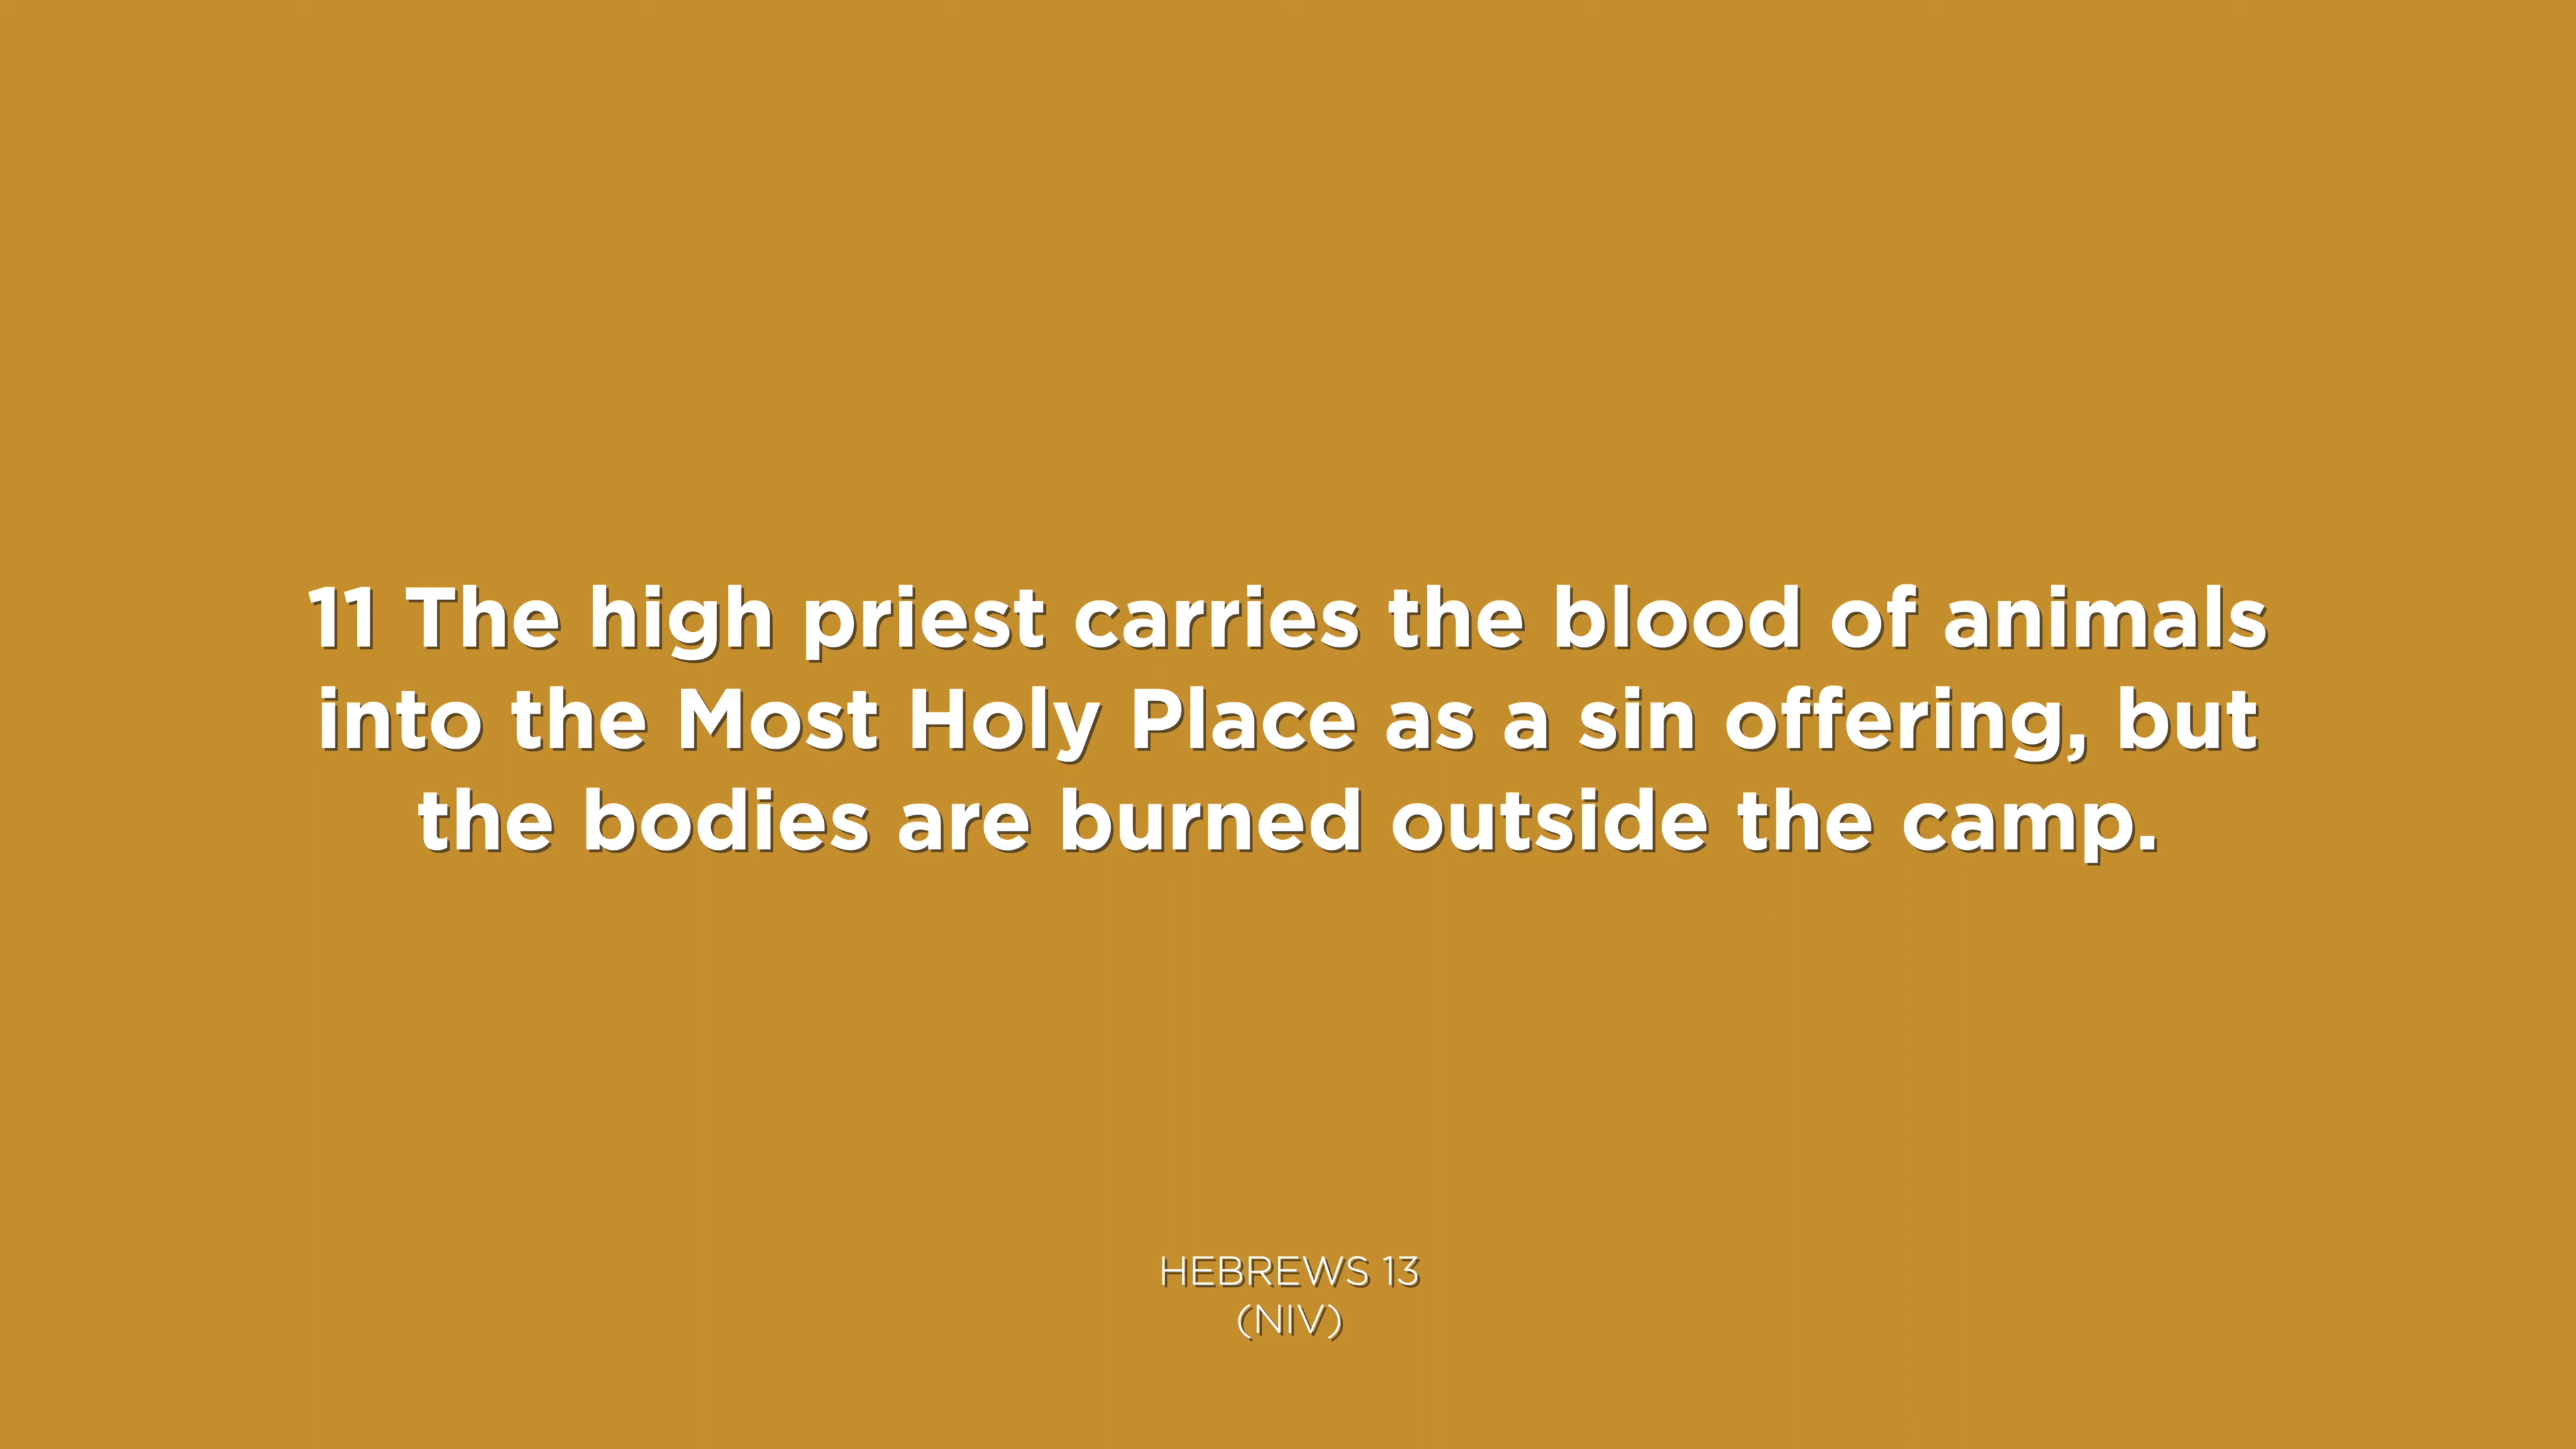 11 The high priest carries the blood of animals
into the Most Holy Place as a sin offering, but
the bodies are burned outside the camp.
HEBREWS 13
(NIV)